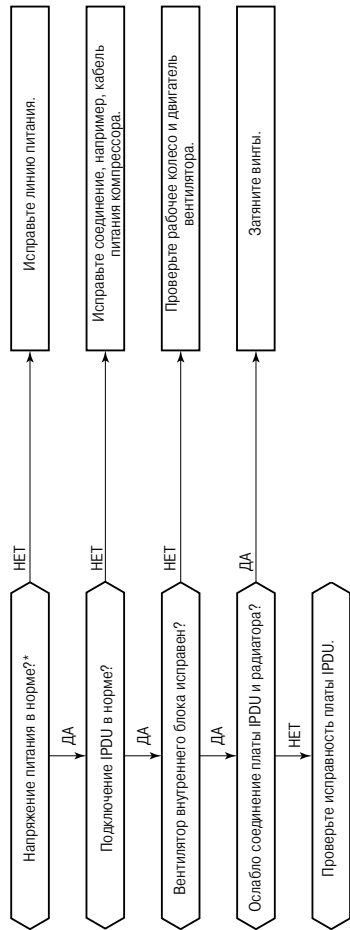 Напряжение питания в норме?*
НЕТ
Исправьте линию питания.
ДА
Подключение IPDU в норме?
НЕТ
Исправьте соединение, например, кабель
питания компрессора.
ДА
Вентилятор внутреннего блока исправен?
НЕТ
Проверьте рабочее колесо и двигатель
вентилятора.
ДА
Ослабло соединение платы IPDU и радиатора?
ДА
Затяните винты.
НЕТ
Проверьте исправность платы IPDU.